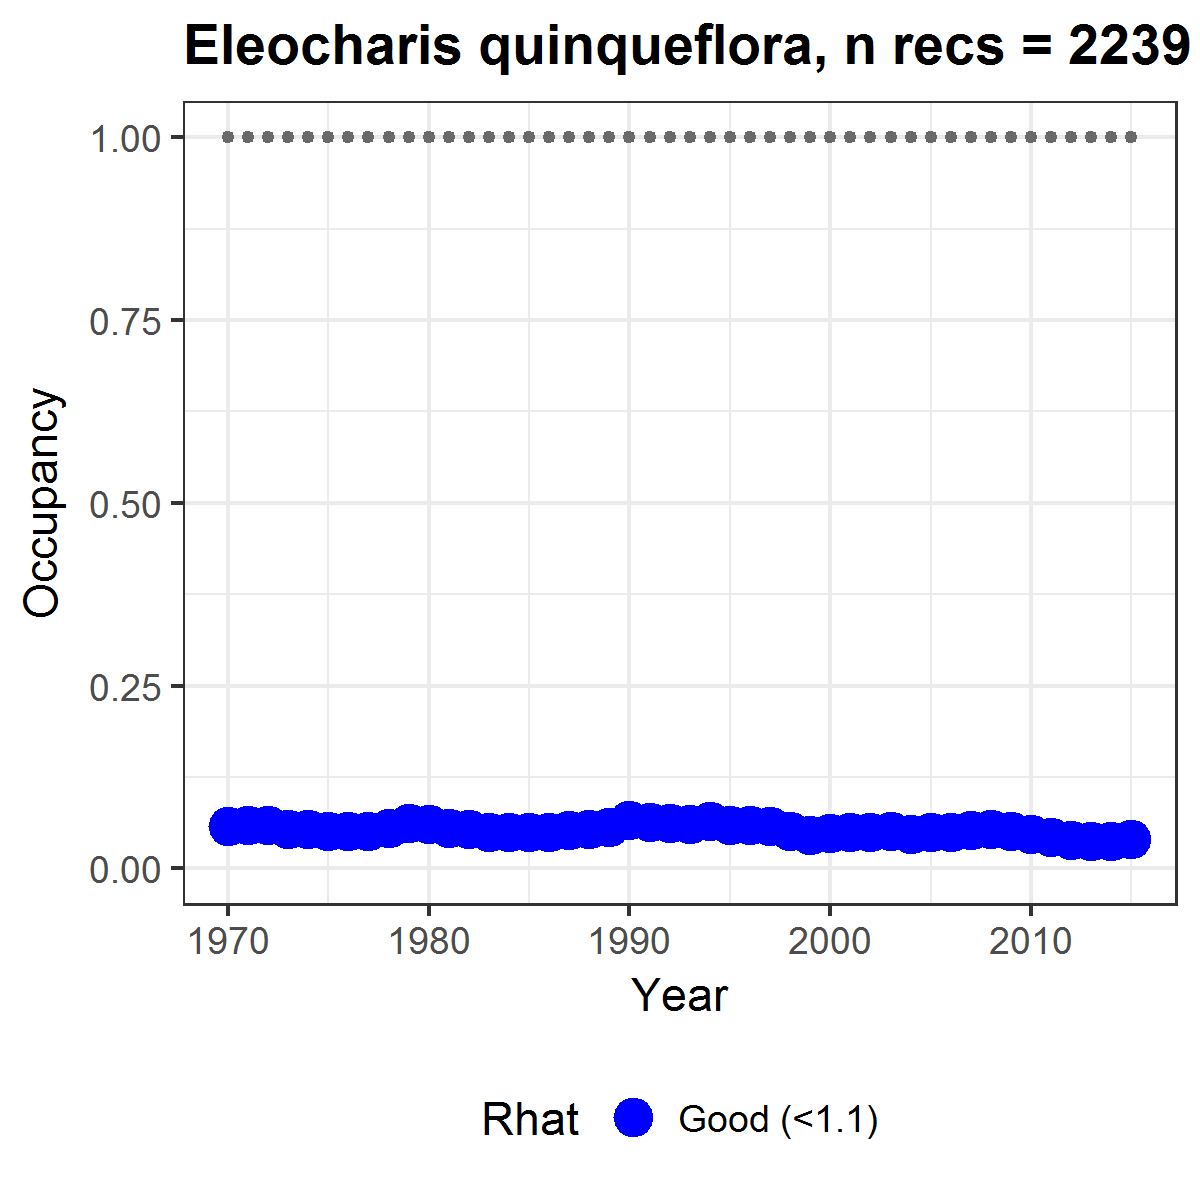 Eleocharis quinqueflora, n recs = 2239
1.00
0.75
0.50
0.25
0.00
Occupancy
1970 1980 1990 2000 2010
Year
Rhat Good (<1.1)